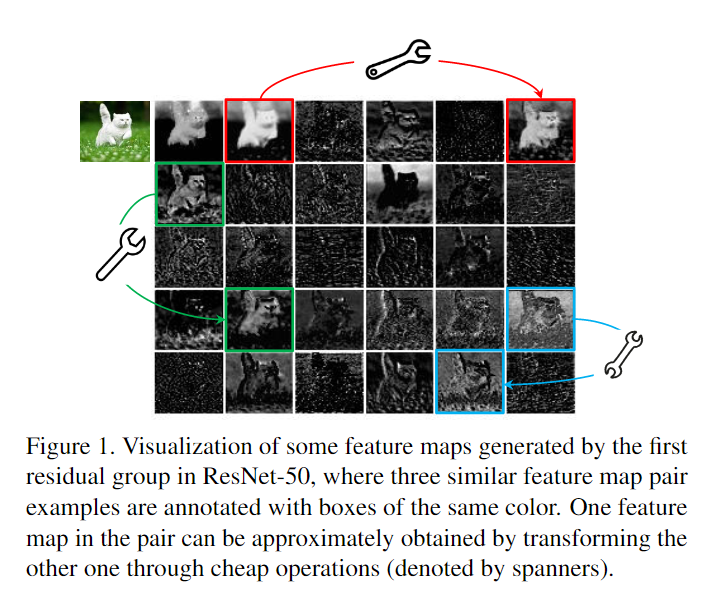 Figure 1. Visualization of some feature maps generated by the first
residual group in ResNet-50, where three similar feature map pair
examples are annotated with boxes of the same color. One feature
map in the pair can be approximately obtained by transforming the
other one through cheap operations (denoted by spanners).